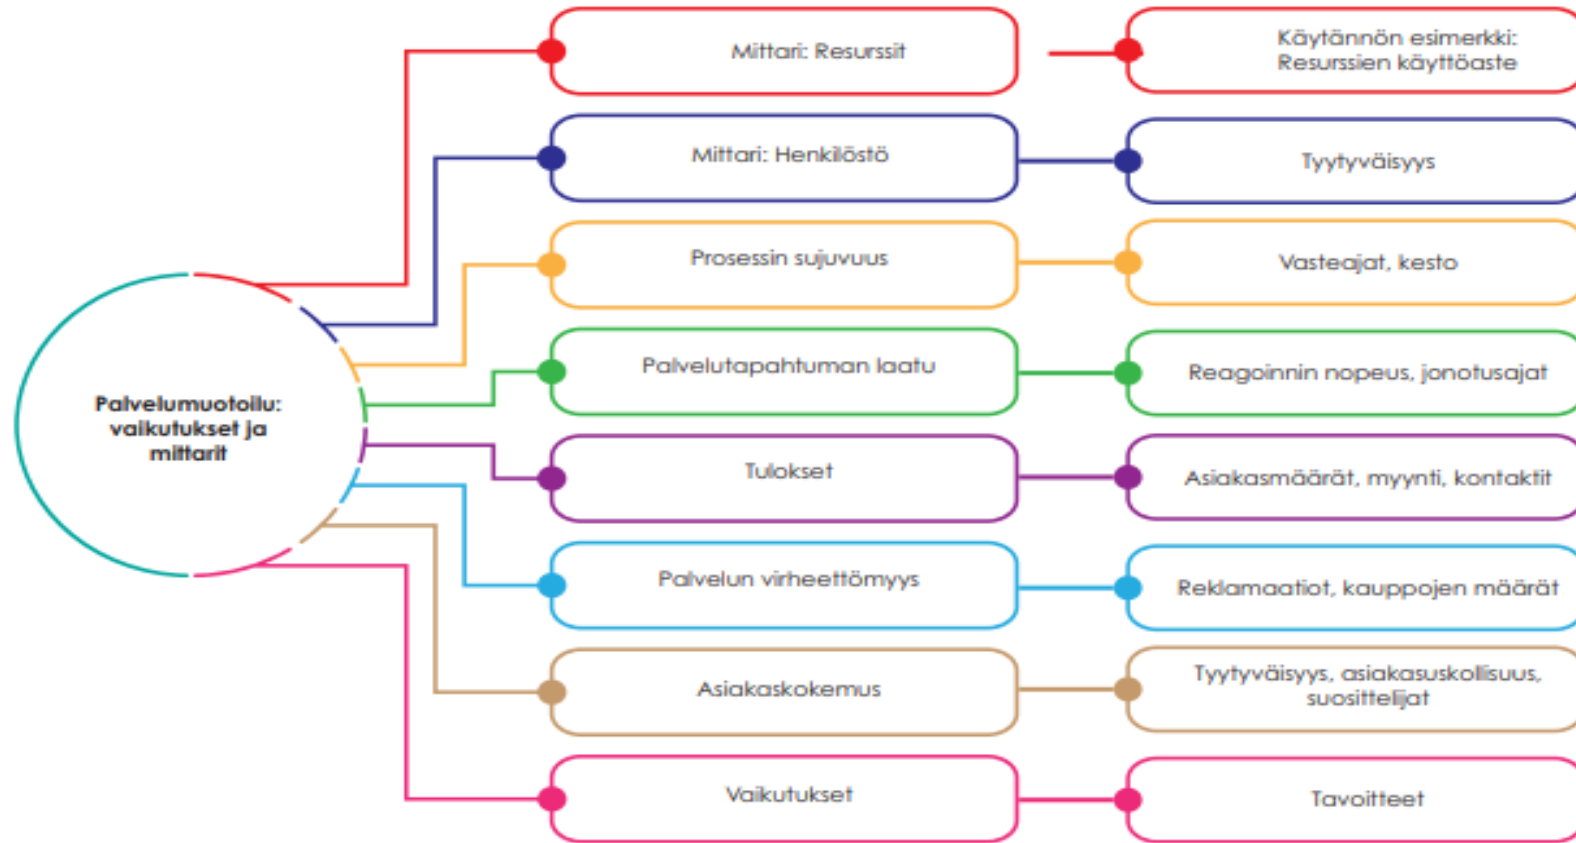 Mittari: Resurssit
Käytännön esimerkki:
Resurssien käyttöaste
Mittari: Henkilöstö
Tyytyväisyys
Prosessin sujuvuus
Vasteajat, kesto
Palvelutapahtuman laatu
Reagoinnin nopeus, jonotusajat
Palvelumuotoilu:
vaikutukset ja
mittarit
Tulokset
Asiakasmäärät, myynti, kontaktit
Palvelun virheettömyys
Reklamaatiot, kauppojen määrät
Asiakaskokemus
Tyytyväisyys, asiakasuskollisuus,
suosittelijat
Vaikutukset
Tavoitteet